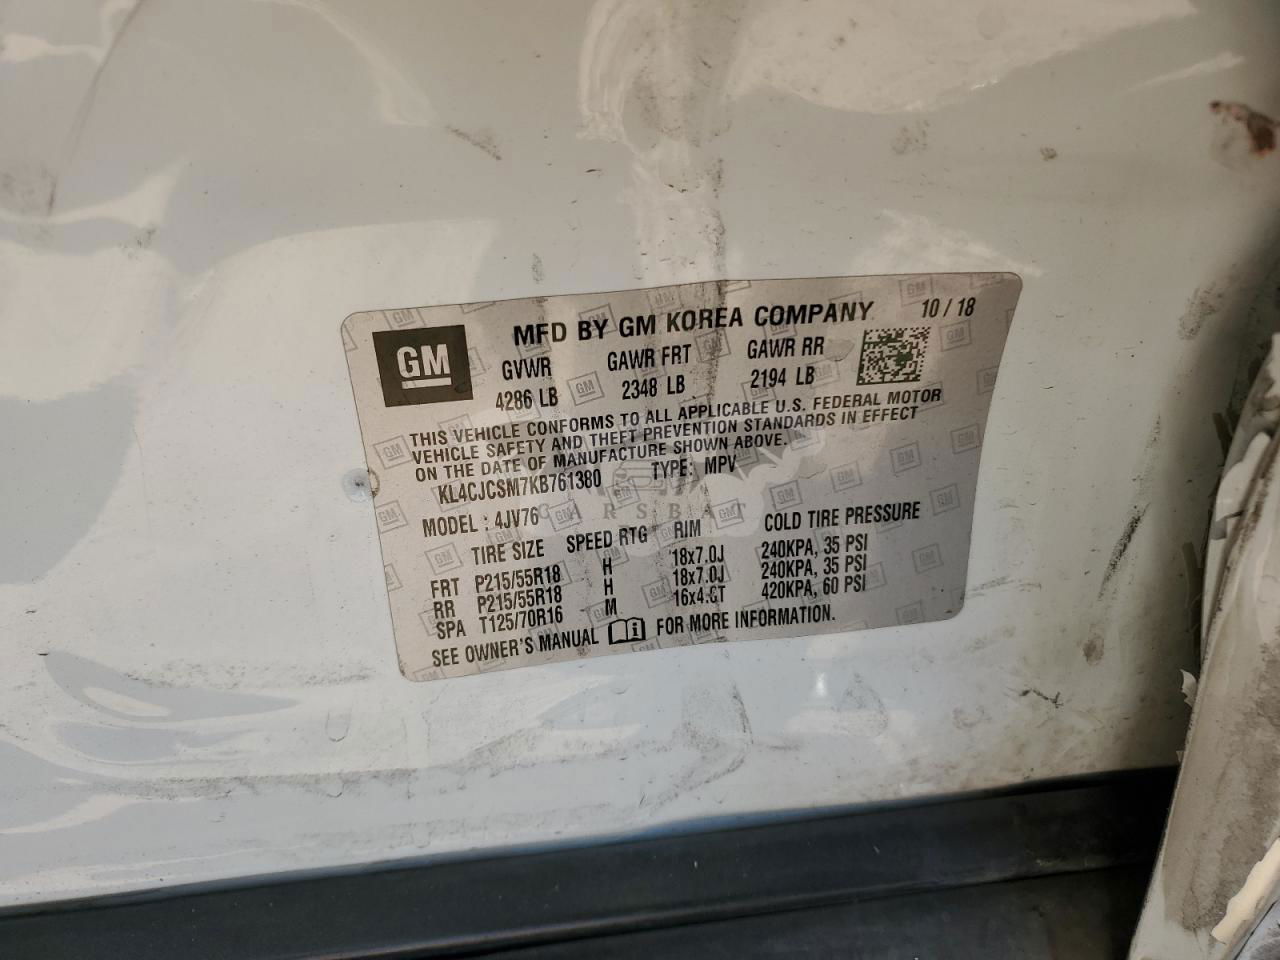 MFD BY GM KOREA COMPANY 10 / 18
GM
GVWR GAWR FRT GAWR RR
4286 LB 2348 LB 2194 LB
THIS VEHICLE CONFORMS TO ALL APPLICABLE U.S. FEDERAL MOTOR
VEHICLE SAFETY AND THEFT PREVENTION STANDARDS IN EFFECT
ON THE DATE OF MANUFACTURE SHOWN ABOVE.
KL4CJCSM7KB761380 TYPE: MPV
CARSBAT
MODEL : 4JV76
TIRE SIZE SPEED RTG RIM COLD TIRE PRESSURE
FRT P215/55R18 H 18x7.0J 240KPA, 35 PSI
RR P215/55R18 H 18x7.0J 240KPA, 35 PSI
SPA T125/70R16 M 16x4.0T 420KPA, 60 PSI
SEE OWNER'S MANUAL FOR MORE INFORMATION.